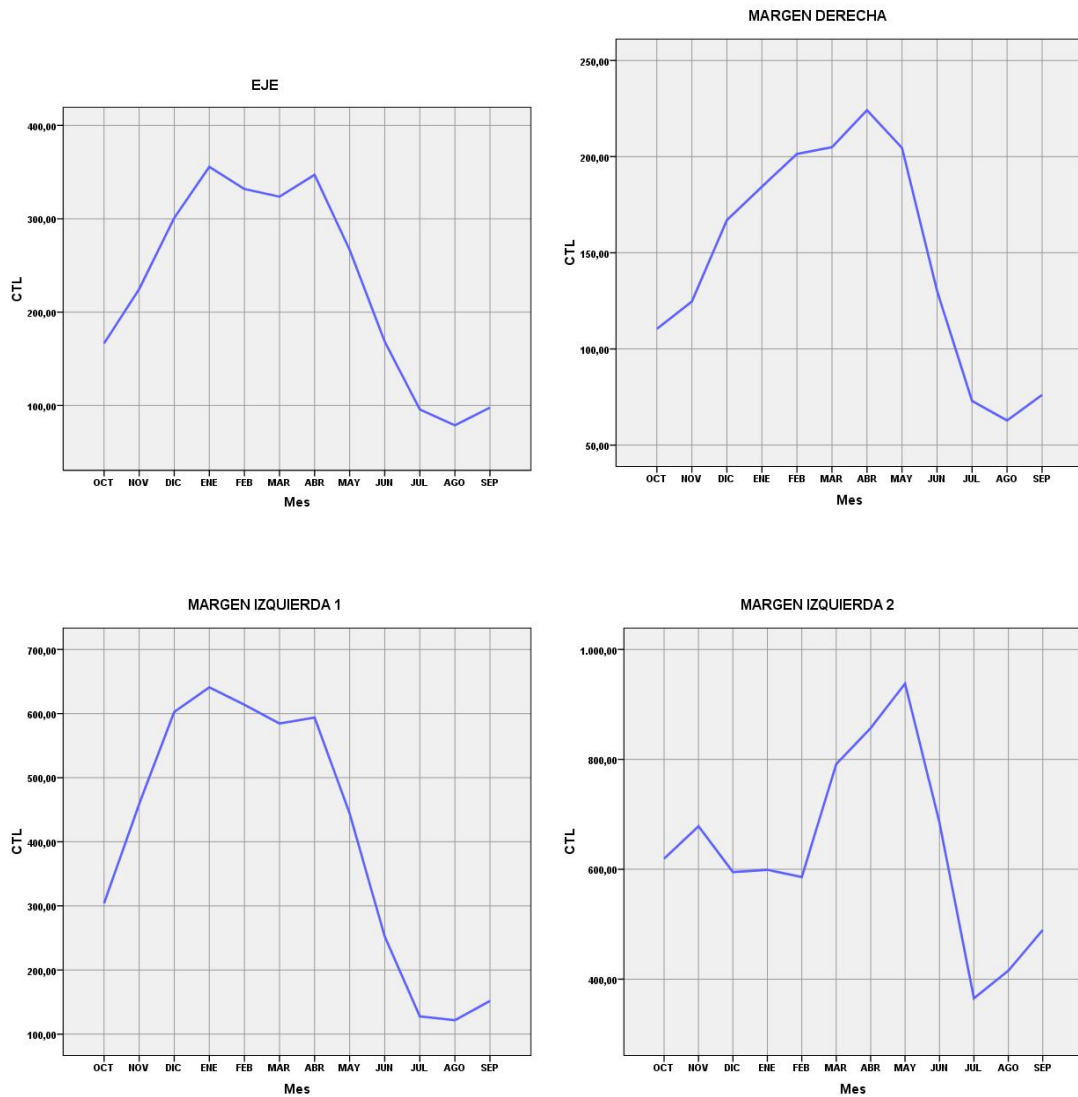 EJE
400,00
300,00
200,00
100,00
CTL
OCT NOV DIC ENE FEB MAR ABR MAY JUN JUL AGO SEP
Mes
MARGEN DERECHA
250,00
200,00
150,00
100,00
50,00
CTL
OCT NOV DIC ENE FEB MAR ABR MAY JUN JUL AGO SEP
Mes
MARGEN IZQUIERDA 1
700,00
600,00
500,00
400,00
300,00
200,00
100,00
CTL
OCT NOV DIC ENE FEB MAR ABR MAY JUN JUL AGO SEP
Mes
MARGEN IZQUIERDA 2
1.000,00
800,00
600,00
400,00
CTL
OCT NOV DIC ENE FEB MAR ABR MAY JUN JUL AGO SEP
Mes